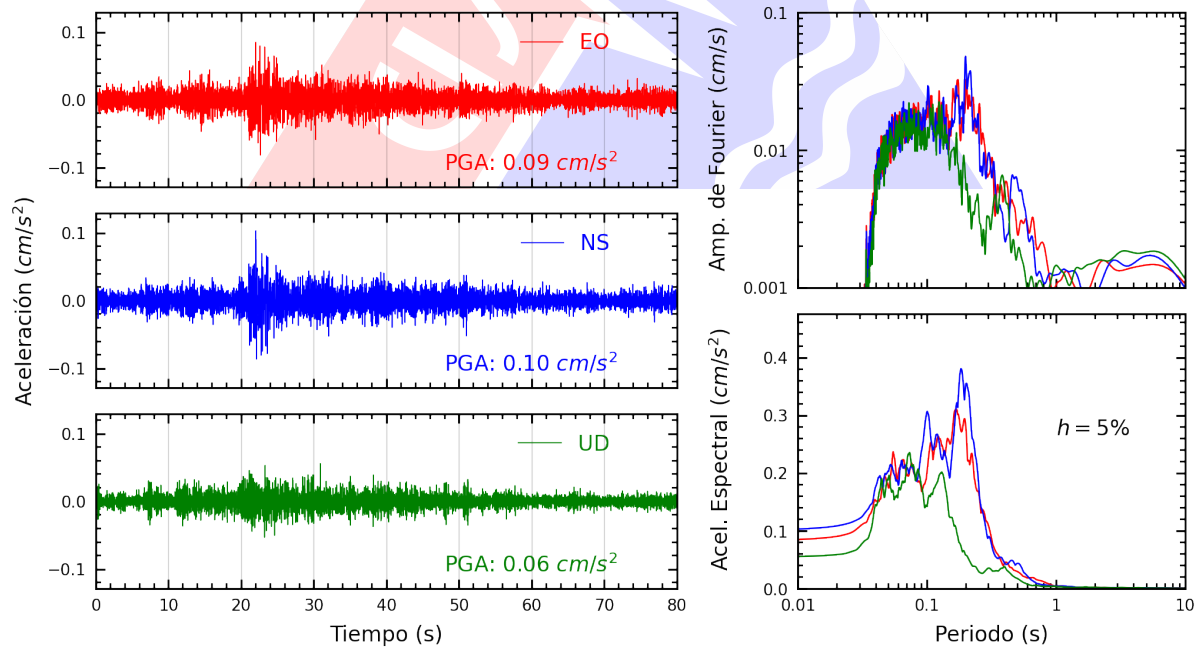 Aceleración (cm/s²)
0.1
0.0
−0.1
EO
PGA: 0.09 cm/s²
0.1
0.0
−0.1
NS
PGA: 0.10 cm/s²
0.1
0.0
−0.1
UD
PGA: 0.06 cm/s²
0 10 20 30 40 50 60 70 80
Tiempo (s)
Amp. de Fourier (cm/s)
0.1
0.01
0.001
Acel. Espectral (cm/s²)
0.4
0.3
0.2
0.1
0.0
h = 5%
0.01 0.1 1 10
Periodo (s)